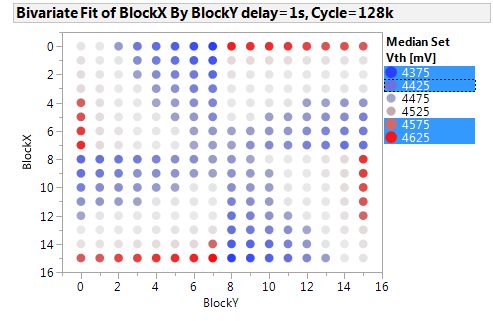 Bivariate Fit of BlockX By BlockY delay=1s, Cycle=128k
Median Set
Vth [mV]
4375
4425
4475
4525
4575
4625
0
2
4
6
8
10
12
14
16
BlockX
0 2 4 6 8 10 12 14 16
BlockY